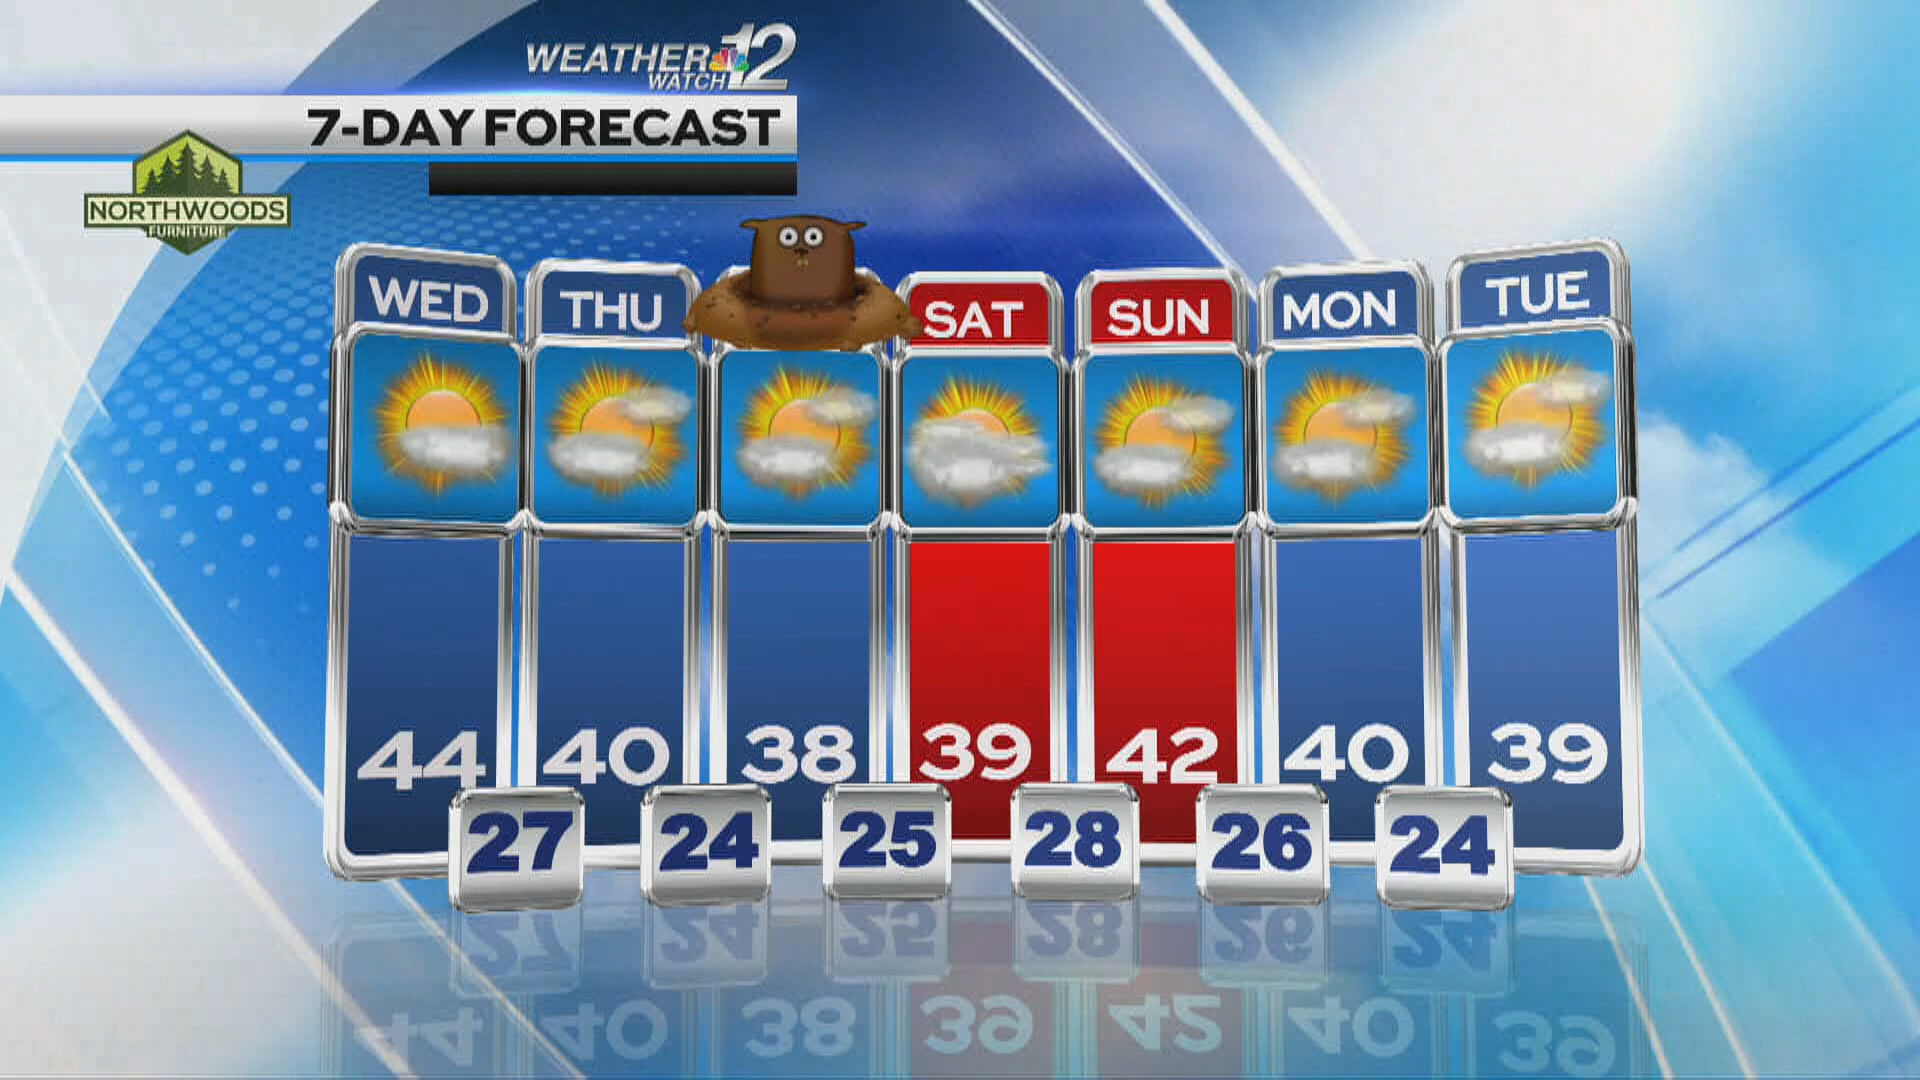 WEATHER 12
WATCH
7-DAY FORECAST
NORTHWOODS
FURNITURE
WED THU SAT SUN MON TUE
44 40 38 39 42 40 39
27 24 25 28 26 24